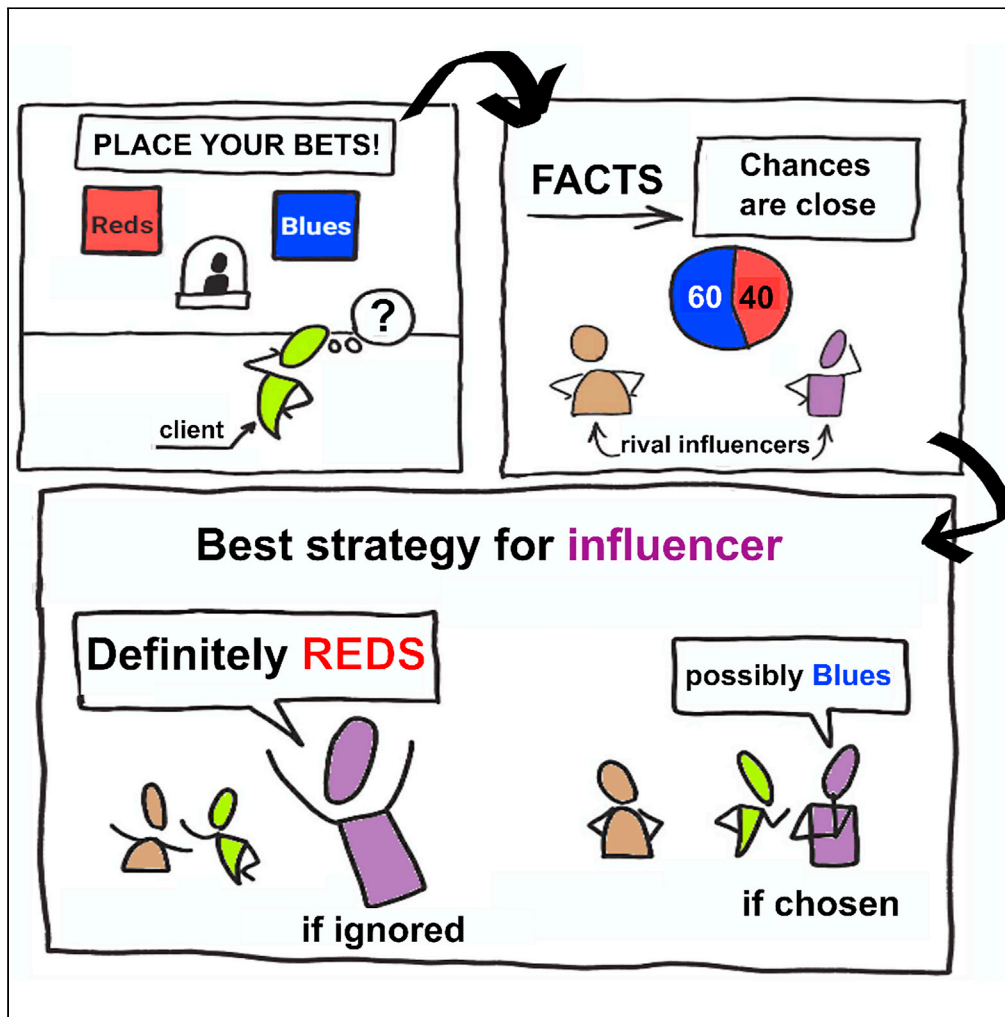 PLACE YOUR BETS!
Reds
Blues
?
client
FACTS
Chances
are close
60
40
rival influencers
Best strategy for influencer
Definitely REDS
if ignored
possibly Blues
if chosen